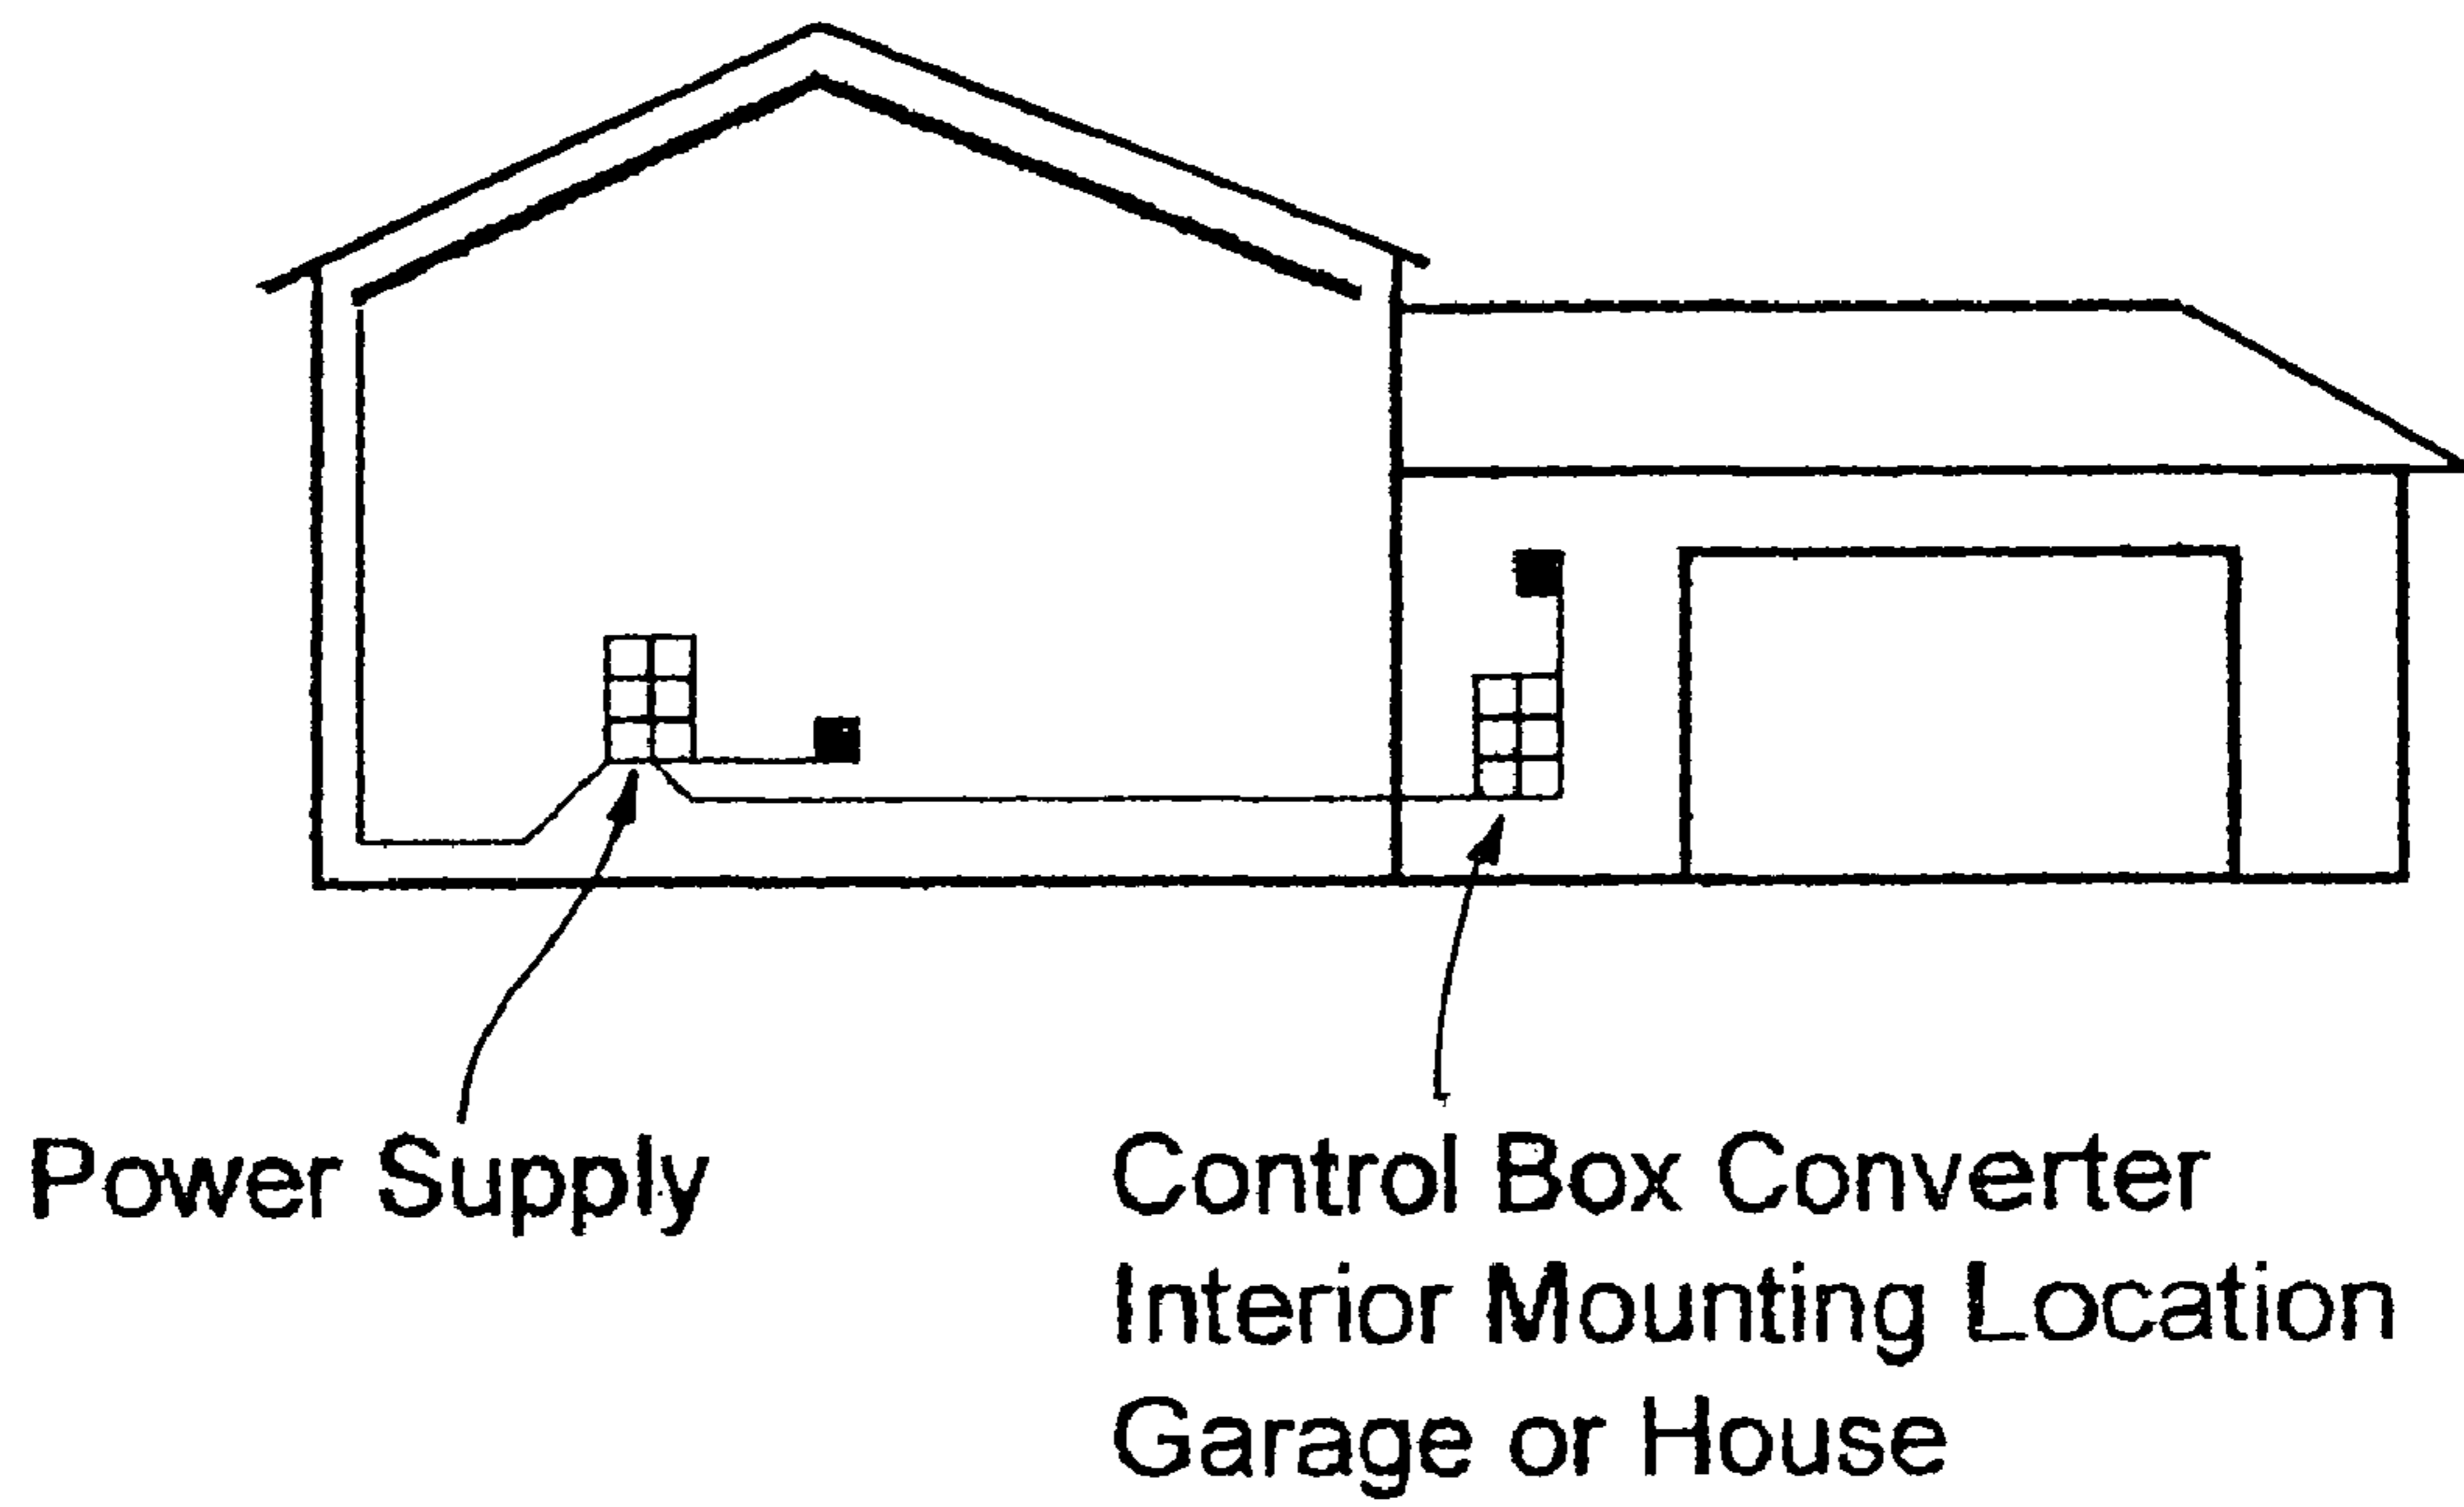 Power Supply
Control Box Converter
Interior Mounting Location
Garage or House